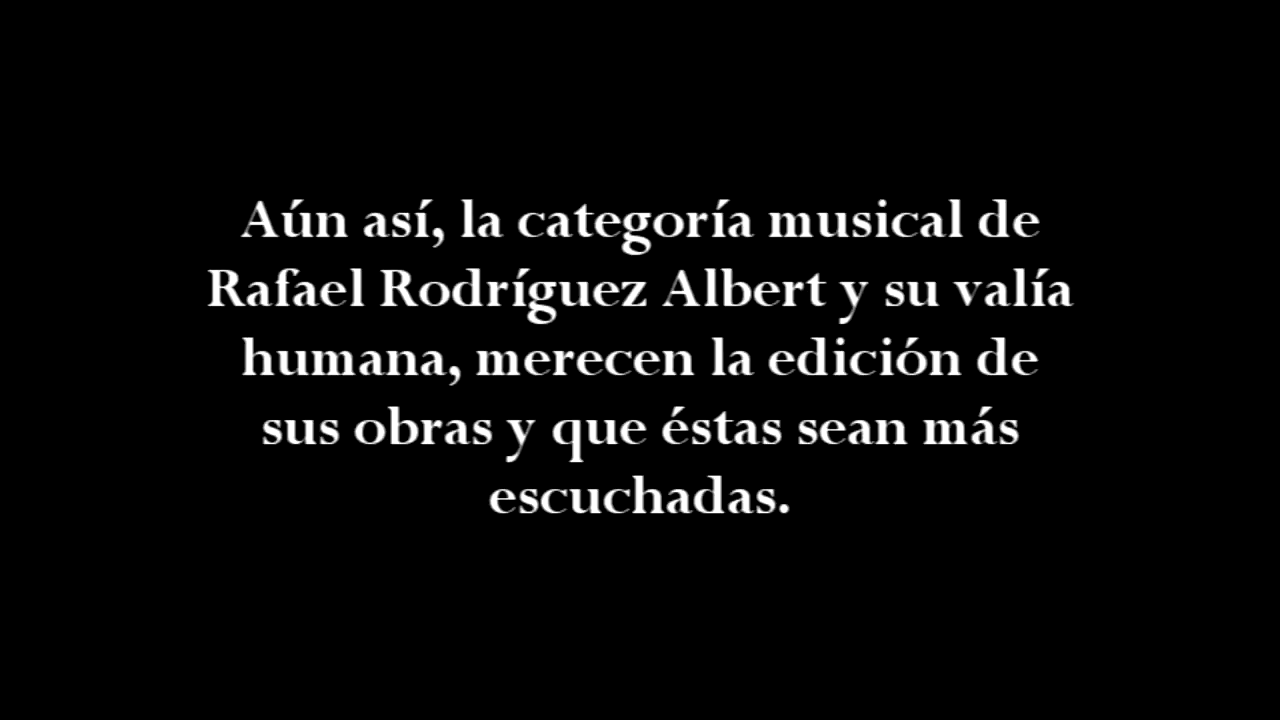 Aún así, la categoría musical de
Rafael Rodríguez Albert y su valía
humana, merecen la edición de
sus obras y que éstas sean más
escuchadas.